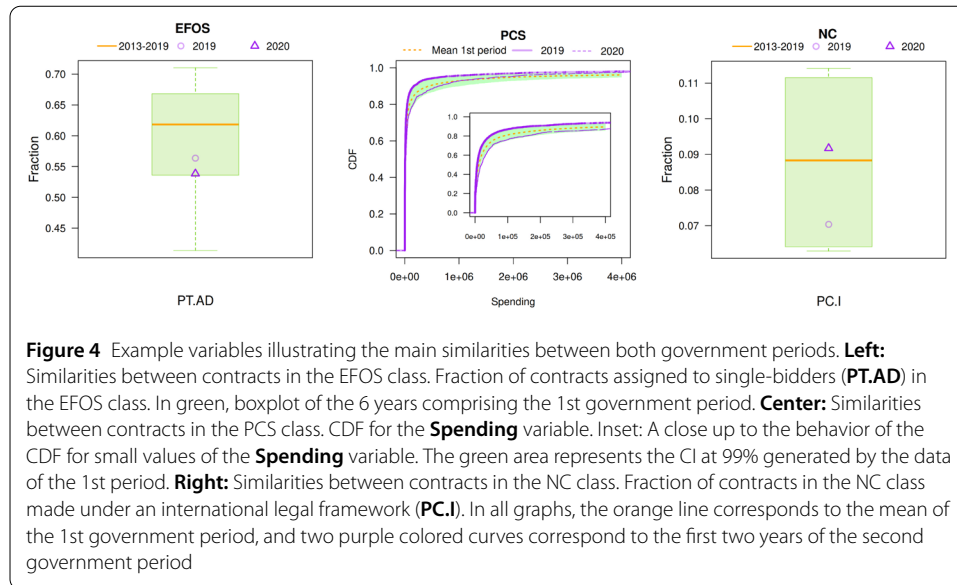 EFOS
2013-2019 2019 2020
0.70
0.65
0.60
0.55
0.50
0.45
Fraction
PT.AD
PCS
Mean 1st period 2019 2020
1.0
0.8
0.6
0.4
0.2
0.0
CDF
1.0
0.8
0.6
0.4
0.2
0.0
0e+00 1e+05 2e+05 3e+05 4e+05
0e+00 1e+06 2e+06 3e+06 4e+06
Spending
NC
2013-2019 2019 2020
0.11
0.10
0.09
0.08
0.07
Fraction
PC.I
Figure 4 Example variables illustrating the main similarities between both government periods. Left:
Similarities between contracts in the EFOS class. Fraction of contracts assigned to single-bidders (PT.AD) in
the EFOS class. In green, boxplot of the 6 years comprising the 1st government period. Center: Similarities
between contracts in the PCS class. CDF for the Spending variable. Inset: A close up to the behavior of the
CDF for small values of the Spending variable. The green area represents the CI at 99% generated by the data
of the 1st period. Right: Similarities between contracts in the NC class. Fraction of contracts in the NC class
made under an international legal framework (PC.I). In all graphs, the orange line corresponds to the mean of
the 1st government period, and two purple colored curves correspond to the first two years of the second
government period